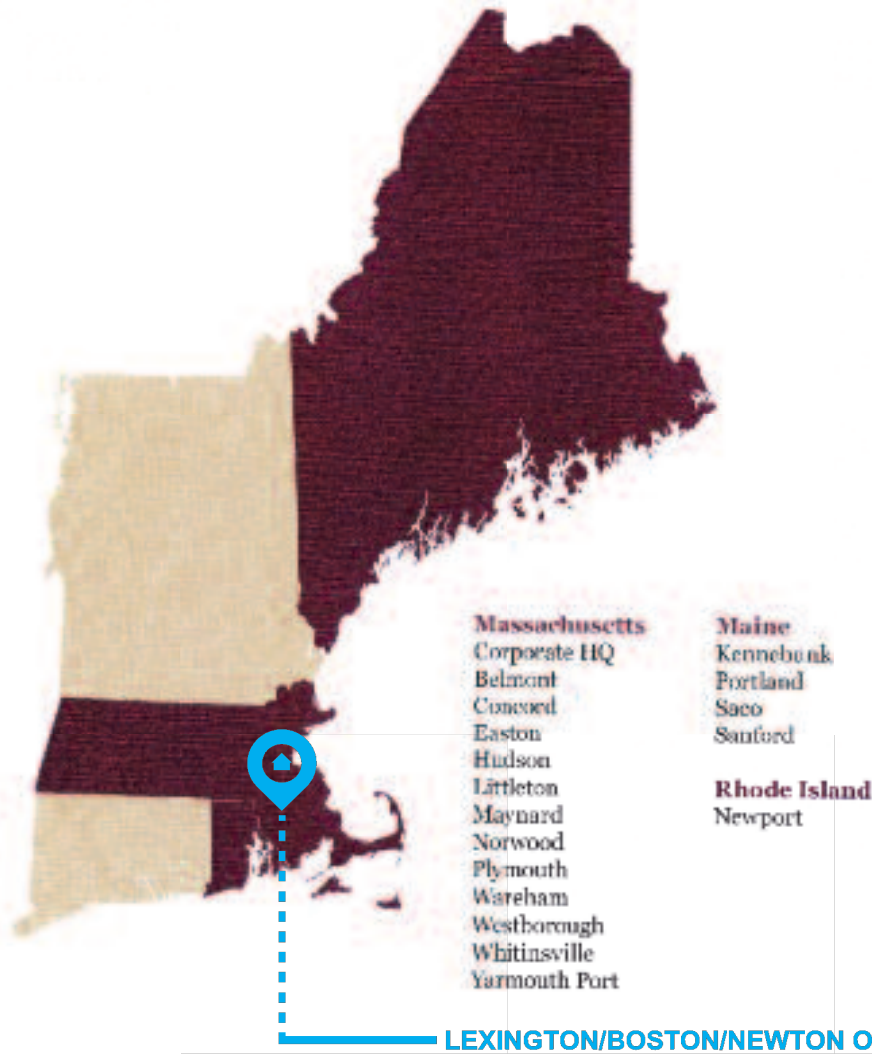 Massachusetts
Corporate HQ
Belmont
Concord
Easton
Hudson
Littleton
Maynard
Norwood
Plymouth
Wareham
Westborough
Whitinsville
Yarmouth Port
Maine
Kennebunk
Portland
Saco
Sanford
Rhode Island
Newport
LEXINGTON/BOSTON/NEWTON O